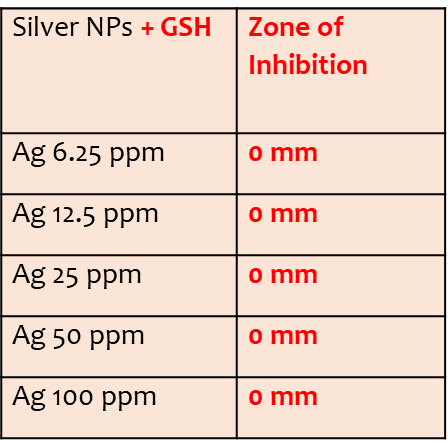 Silver NPs + GSH
Zone of
Inhibition
Ag 6.25 ppm
0 mm
Ag 12.5 ppm
0 mm
Ag 25 ppm
0 mm
Ag 50 ppm
0 mm
Ag 100 ppm
0 mm